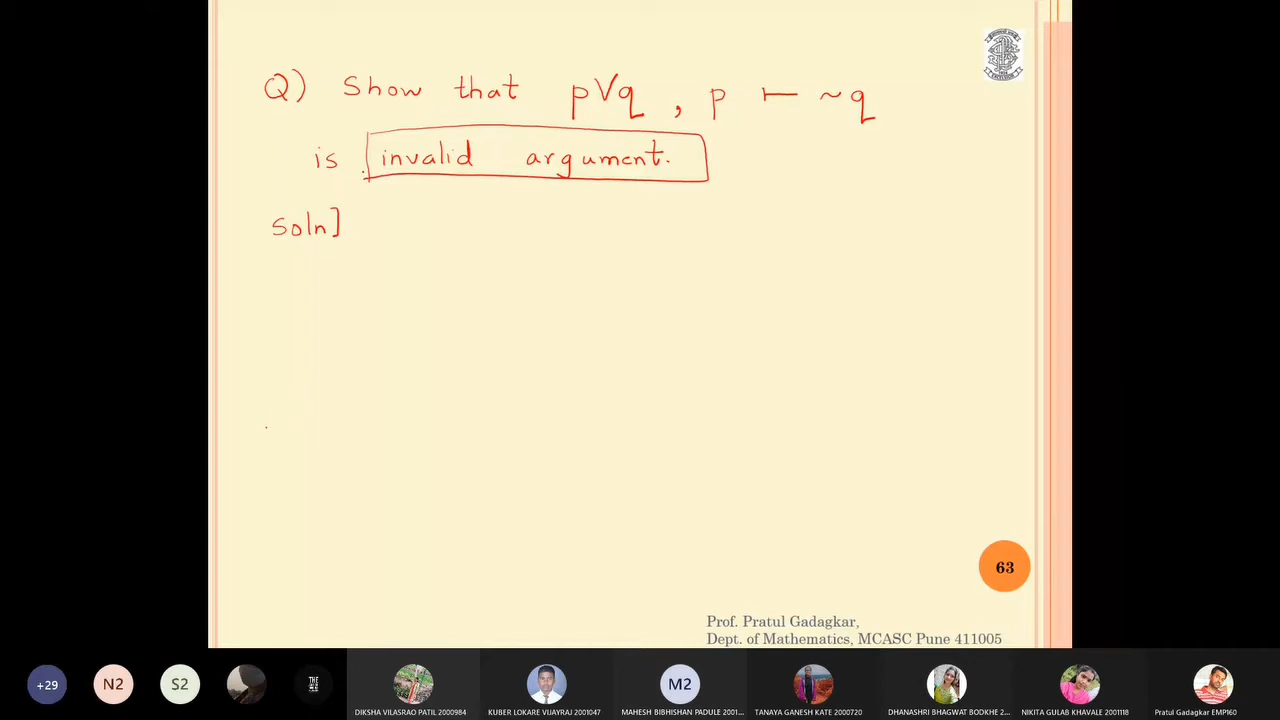 Q) Show that p∨q , p ⊢ ~q
is invalid argument.
soln]
63
Prof. Pratul Gadagkar,
Dept. of Mathematics, MCASC Pune 411005
+29
N2
S2
M2
DIKSHA VILASRAO PATIL 2000984
KUBER LOKARE VIJAYRAJ 2001047
MAHESH BIBHISHAN PADULE 2001...
TANAYA GANESH KATE 2000720
DHANASHRI BHAGWAT BODKHE 2...
NIKITA GULAB KHAVALE 2001118
Pratul Gadagkar EMP160